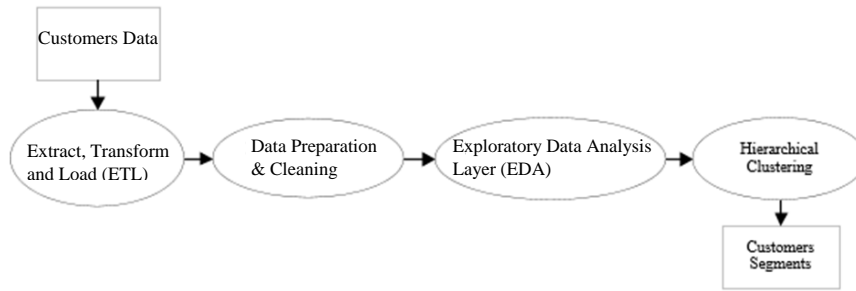 Customers Data
Extract, Transform
and Load (ETL)
Data Preparation
& Cleaning
Exploratory Data Analysis
Layer (EDA)
Hierarchical
Clustering
Customers
Segments